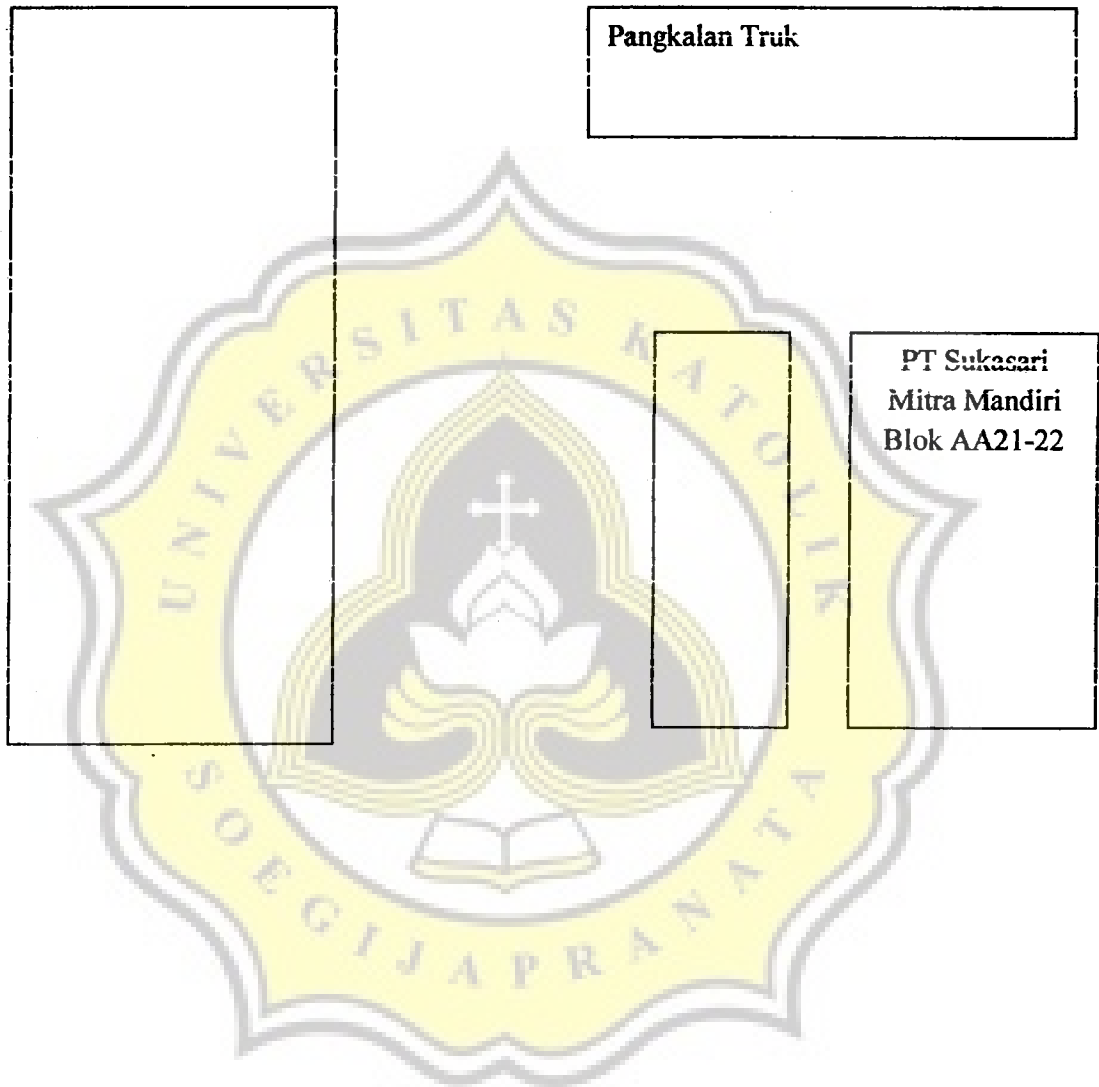 Pangkalan Truk
PT Sukasari
Mitra Mandiri
Blok AA21-22
UNIVERSITAS KATOLIK
SOEGIJAPRANATA